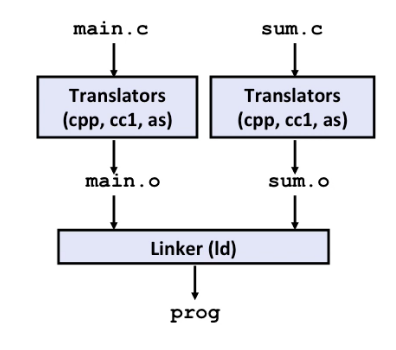 main.c sum.c
Translators Translators
(cpp, cc1, as) (cpp, cc1, as)
main.o sum.o
Linker (ld)
prog